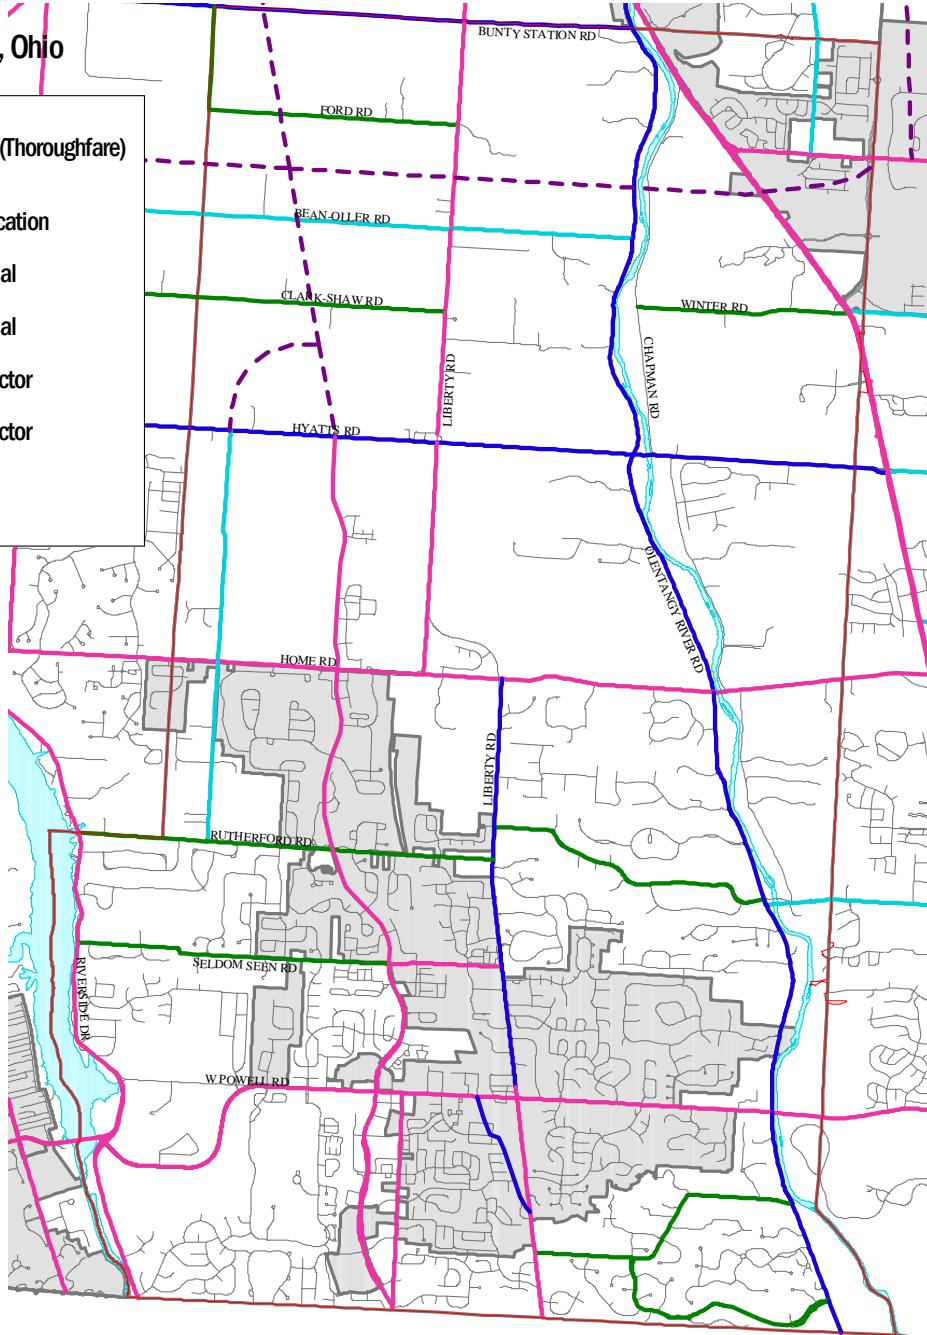 , Ohio
(Thoroughfare)
cation
al
al
ctor
ctor
BUNTY STATION RD
FORD RD
BEAN-OLLER RD
CLARK-SHAW RD
WINTER RD
LIBERTY RD
CHAPMAN RD
HYATTS RD
OLENTANGY RIVER RD
HOME RD
LIBERTY RD
RUTHERFORD RD
SELDOM SEEN RD
RIVERSIDE DR
W POWELL RD